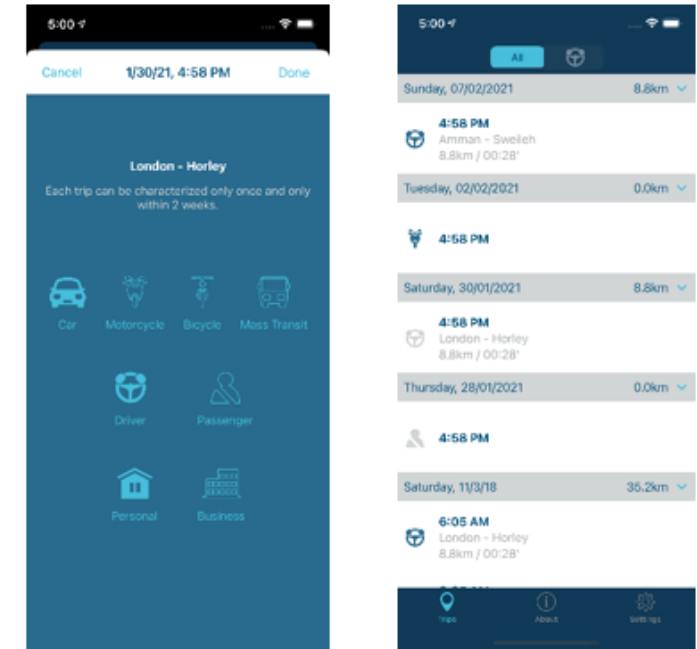 5:00
Cancel 1/30/21, 4:58 PM Done
London - Horley
Each trip can be characterized only once and only
within 2 weeks.
Car Motorcycle Bicycle Mass Transit
Driver Passenger
Personal Business
5:00
All
Sunday, 07/02/2021 8.8km
4:58 PM
Amman - Sweileh
8.8km / 00:28'
Tuesday, 02/02/2021 0.0km
4:58 PM
Saturday, 30/01/2021 8.8km
4:58 PM
London - Horley
8.8km / 00:28'
Thursday, 28/01/2021 0.0km
4:58 PM
Saturday, 11/3/18 35.2km
6:05 AM
London - Horley
8.8km / 00:28'
Trips About Settings